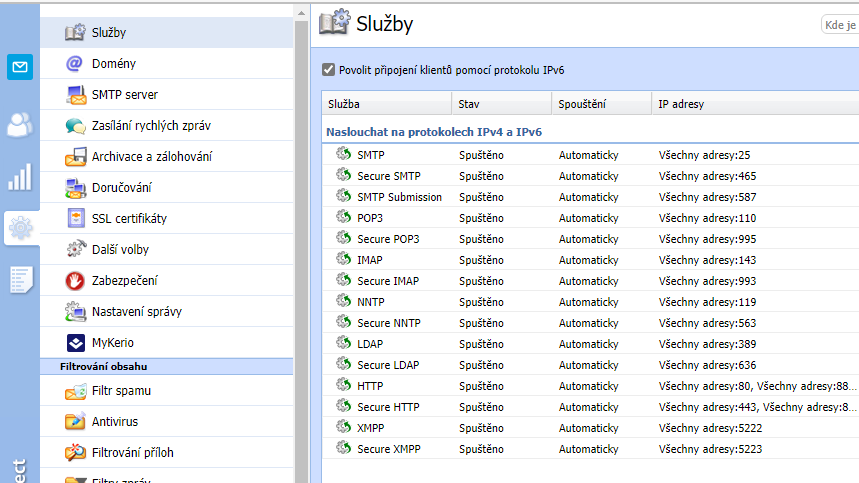 Služby
Domény
SMTP server
Zasílání rychlých zpráv
Archivace a zálohování
Doručování
SSL certifikáty
Další volby
Zabezpečení
Nastavení správy
MyKerio
Filtrování obsahu
Filtr spamu
Antivirus
Filtrování příloh
Filtry zpráv
ect
Služby
Kde je
Povolit připojení klientů pomocí protokolu IPv6
Služba Stav Spouštění IP adresy
Naslouchat na protokolech IPv4 a IPv6
SMTP Spuštěno Automaticky Všechny adresy:25
Secure SMTP Spuštěno Automaticky Všechny adresy:465
SMTP Submission Spuštěno Automaticky Všechny adresy:587
POP3 Spuštěno Automaticky Všechny adresy:110
Secure POP3 Spuštěno Automaticky Všechny adresy:995
IMAP Spuštěno Automaticky Všechny adresy:143
Secure IMAP Spuštěno Automaticky Všechny adresy:993
NNTP Spuštěno Automaticky Všechny adresy:119
Secure NNTP Spuštěno Automaticky Všechny adresy:563
LDAP Spuštěno Automaticky Všechny adresy:389
Secure LDAP Spuštěno Automaticky Všechny adresy:636
HTTP Spuštěno Automaticky Všechny adresy:80, Všechny adresy:88...
Secure HTTP Spuštěno Automaticky Všechny adresy:443, Všechny adresy:8...
XMPP Spuštěno Automaticky Všechny adresy:5222
Secure XMPP Spuštěno Automaticky Všechny adresy:5223